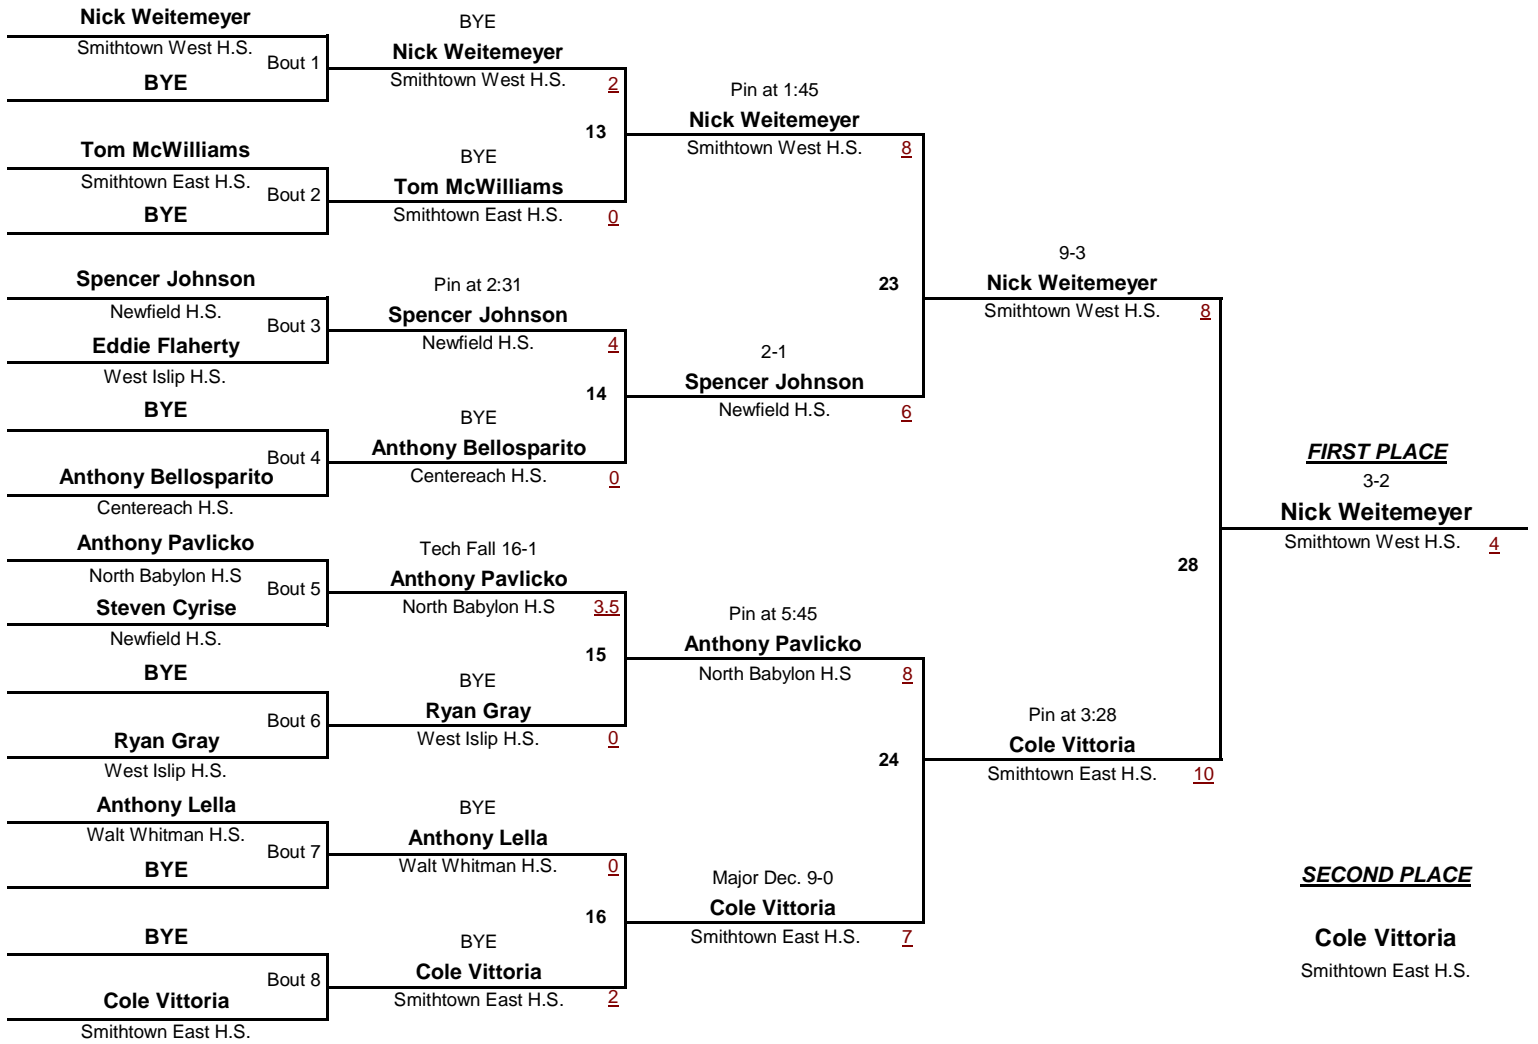 Nick Weitemeyer
Smithtown West H.S.
Bout 1
BYE
Tom McWilliams
Smithtown East H.S.
Bout 2
BYE
Spencer Johnson
Newfield H.S.
Bout 3
Eddie Flaherty
West Islip H.S.
BYE
Bout 4
Anthony Bellosparito
Centereach H.S.
Anthony Pavlicko
North Babylon H.S
Bout 5
Steven Cyrise
Newfield H.S.
BYE
Bout 6
Ryan Gray
West Islip H.S.
Anthony Lella
Walt Whitman H.S.
Bout 7
BYE
BYE
Bout 8
Cole Vittoria
Smithtown East H.S.
BYE
Nick Weitemeyer
Smithtown West H.S. 2
13
BYE
Tom McWilliams
Smithtown East H.S. 0
Pin at 2:31
Spencer Johnson
Newfield H.S. 4
14
BYE
Anthony Bellosparito
Centereach H.S. 0
Tech Fall 16-1
Anthony Pavlicko
North Babylon H.S 3.5
15
BYE
Ryan Gray
West Islip H.S. 0
BYE
Anthony Lella
Walt Whitman H.S. 0
16
BYE
Cole Vittoria
Smithtown East H.S. 2
Pin at 1:45
Nick Weitemeyer
Smithtown West H.S. 8
23
2-1
Spencer Johnson
Newfield H.S. 6
Pin at 5:45
Anthony Pavlicko
North Babylon H.S 8
24
Major Dec. 9-0
Cole Vittoria
Smithtown East H.S. 7
9-3
Nick Weitemeyer
Smithtown West H.S. 8
28
Pin at 3:28
Cole Vittoria
Smithtown East H.S. 10
FIRST PLACE
3-2
Nick Weitemeyer
Smithtown West H.S. 4
SECOND PLACE
Cole Vittoria
Smithtown East H.S.